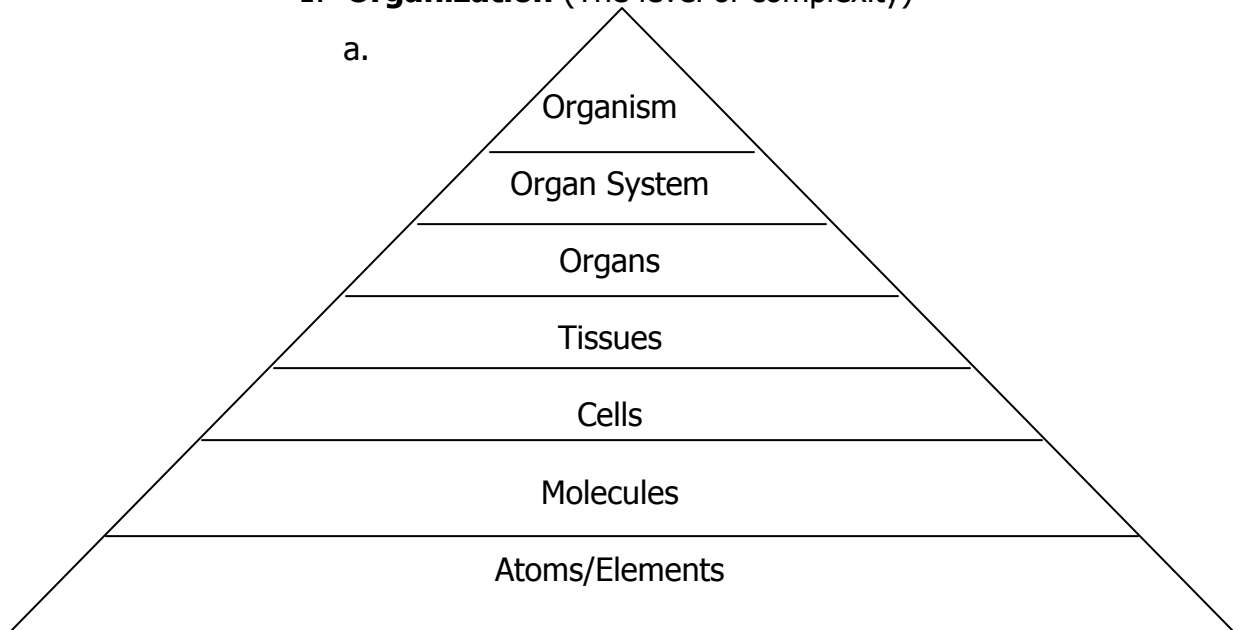 Organization (The level of complexity)
a.
Organism
Organ System
Organs
Tissues
Cells
Molecules
Atoms/Elements